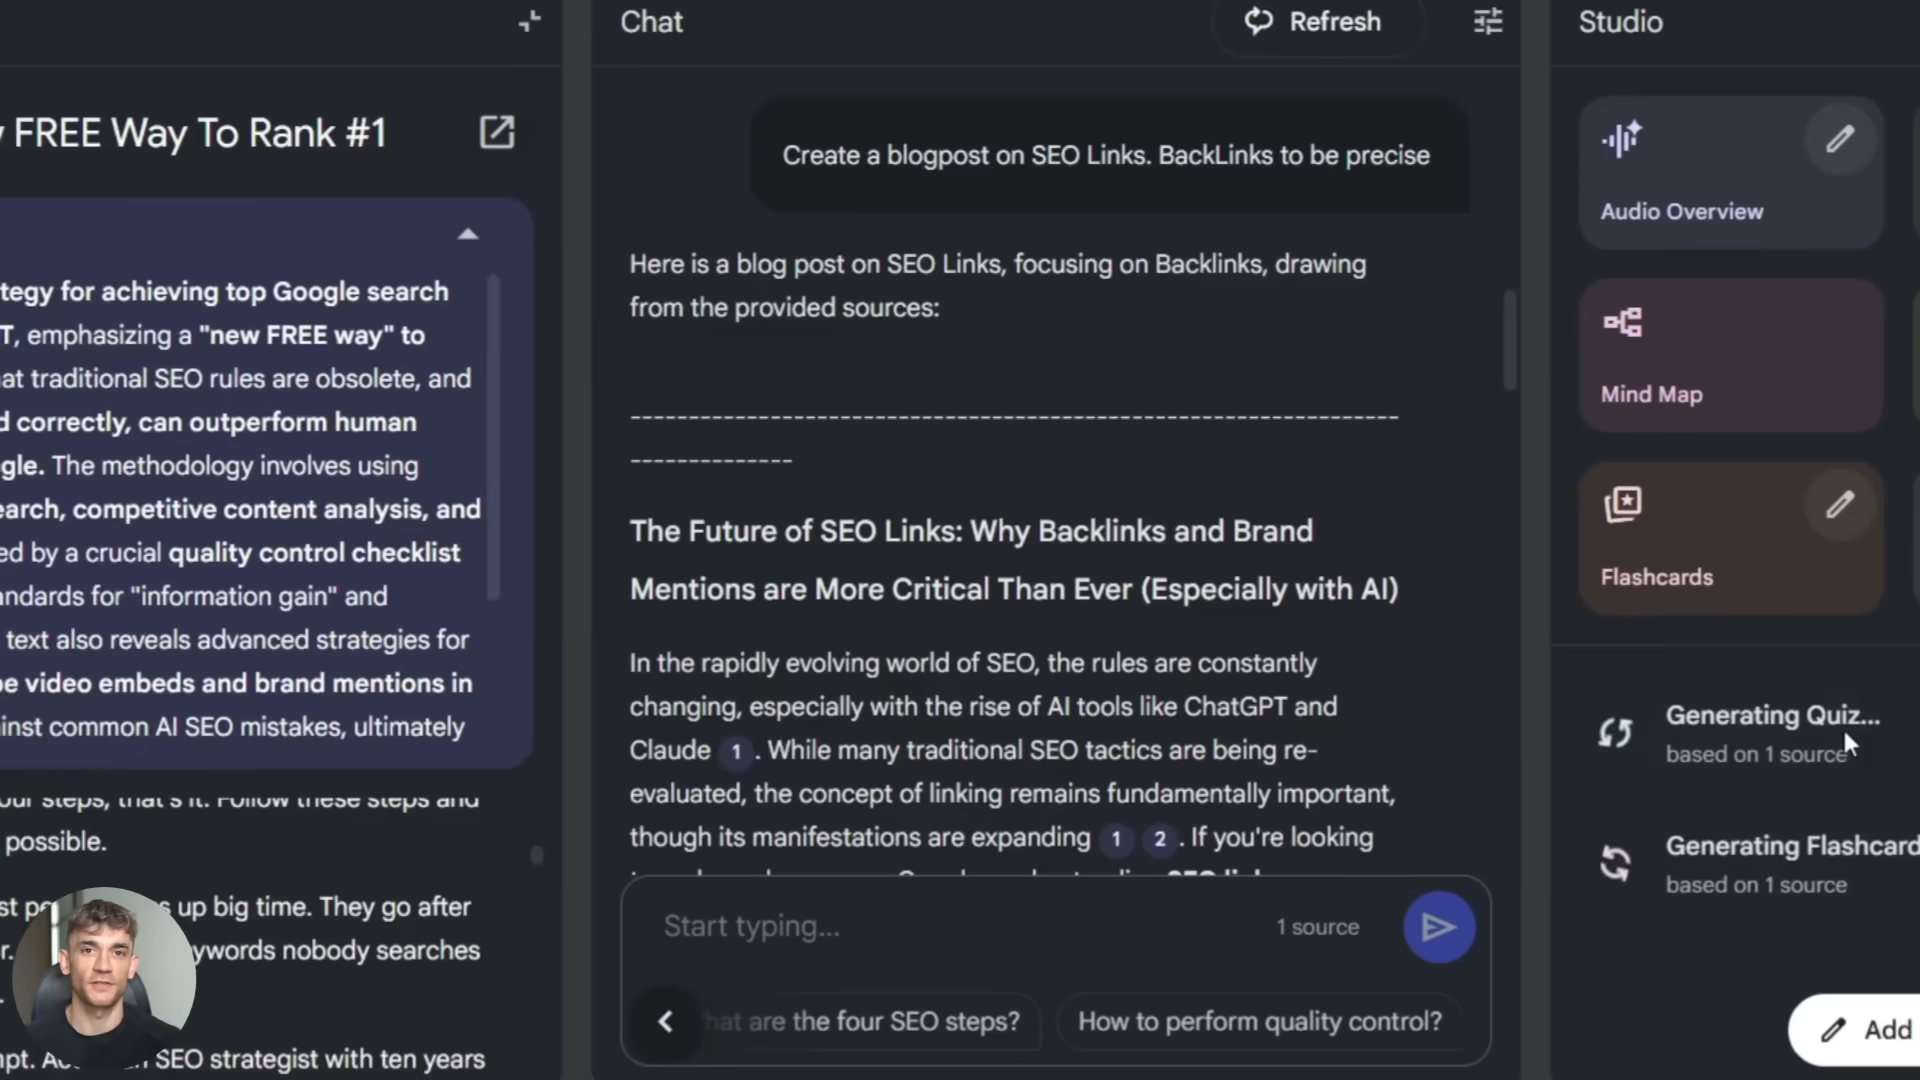 FREE Way To Rank #1
tegy for achieving top Google search
T, emphasizing a "new FREE way" to
at traditional SEO rules are obsolete, and
d correctly, can outperform human
gle. The methodology involves using
earch, competitive content analysis, and
ed by a crucial quality control checklist
andards for "information gain" and
text also reveals advanced strategies for
be video embeds and brand mentions in
inst common AI SEO mistakes, ultimately
our steps, that's it. Follow these steps and
possible.
up big time. They go after
ywords nobody searches
SEO strategist with ten years
Chat
Refresh
Create a blogpost on SEO Links. BackLinks to be precise
Here is a blog post on SEO Links, focusing on Backlinks, drawing
from the provided sources:
-----------------------------------------------------------------------
---------------
The Future of SEO Links: Why Backlinks and Brand
Mentions are More Critical Than Ever (Especially with AI)
In the rapidly evolving world of SEO, the rules are constantly
changing, especially with the rise of AI tools like ChatGPT and
Claude 1. While many traditional SEO tactics are being re-
evaluated, the concept of linking remains fundamentally important,
though its manifestations are expanding 1 2. If you're looking
Start typing...
1 source
hat are the four SEO steps?
How to perform quality control?
Studio
Audio Overview
Mind Map
Flashcards
Generating Quiz...
based on 1 source
Generating Flashcard
based on 1 source
Add